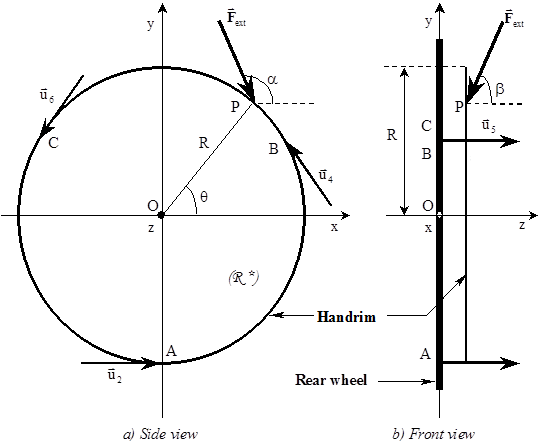 y
F⃗ext
α
u⃗6
P
C
R
B
u⃗4
θ
O
z
x
(R *)
A
u⃗2
a) Side view
y
F⃗ext
P
β
C
R
u⃗5
B
O
x
z
Handrim
A
Rear wheel
b) Front view